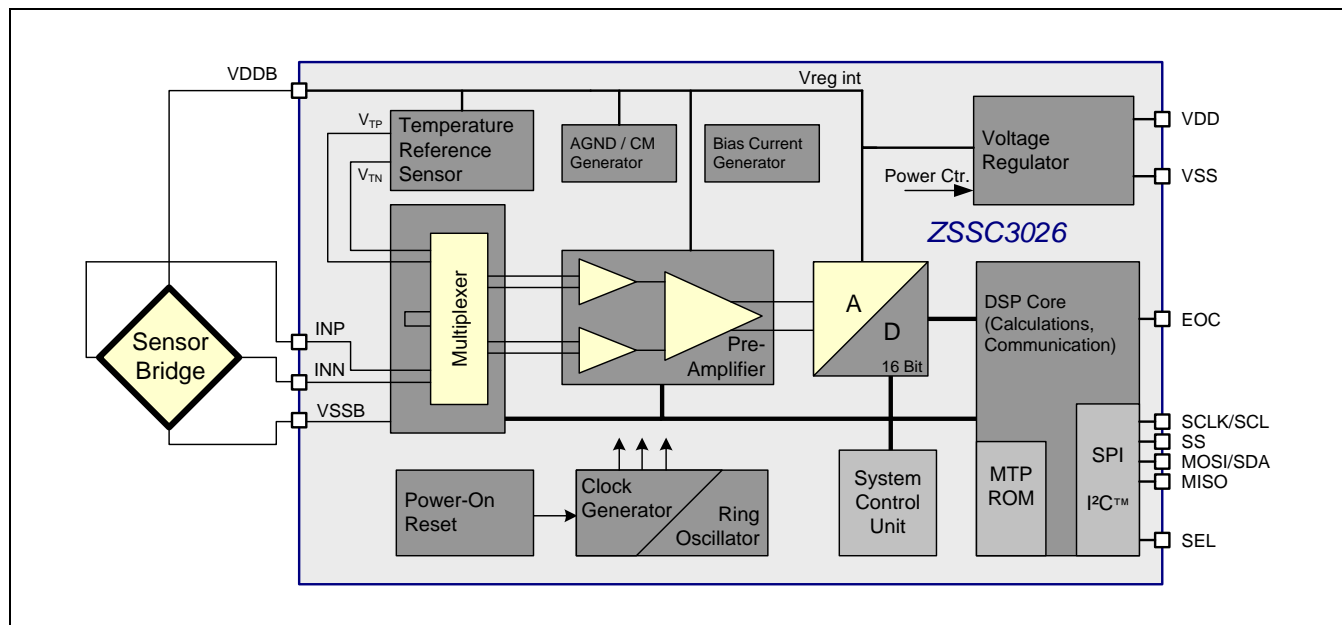 VDDB
Vreg int
VTP
Temperature
Reference
Sensor
VTN
AGND / CM
Generator
Bias Current
Generator
Voltage
Regulator
Power Ctr.
VDD
VSS
ZSSC3026
Sensor
Bridge
INP
INN
VSSB
Multiplexer
Pre-
Amplifier
A
D
16 Bit
DSP Core
(Calculations,
Communication)
EOC
SCLK/SCL
SS
MOSI/SDA
MISO
SEL
Power-On
Reset
Clock
Generator
Ring
Oscillator
System
Control
Unit
MTP
ROM
SPI
I²C™